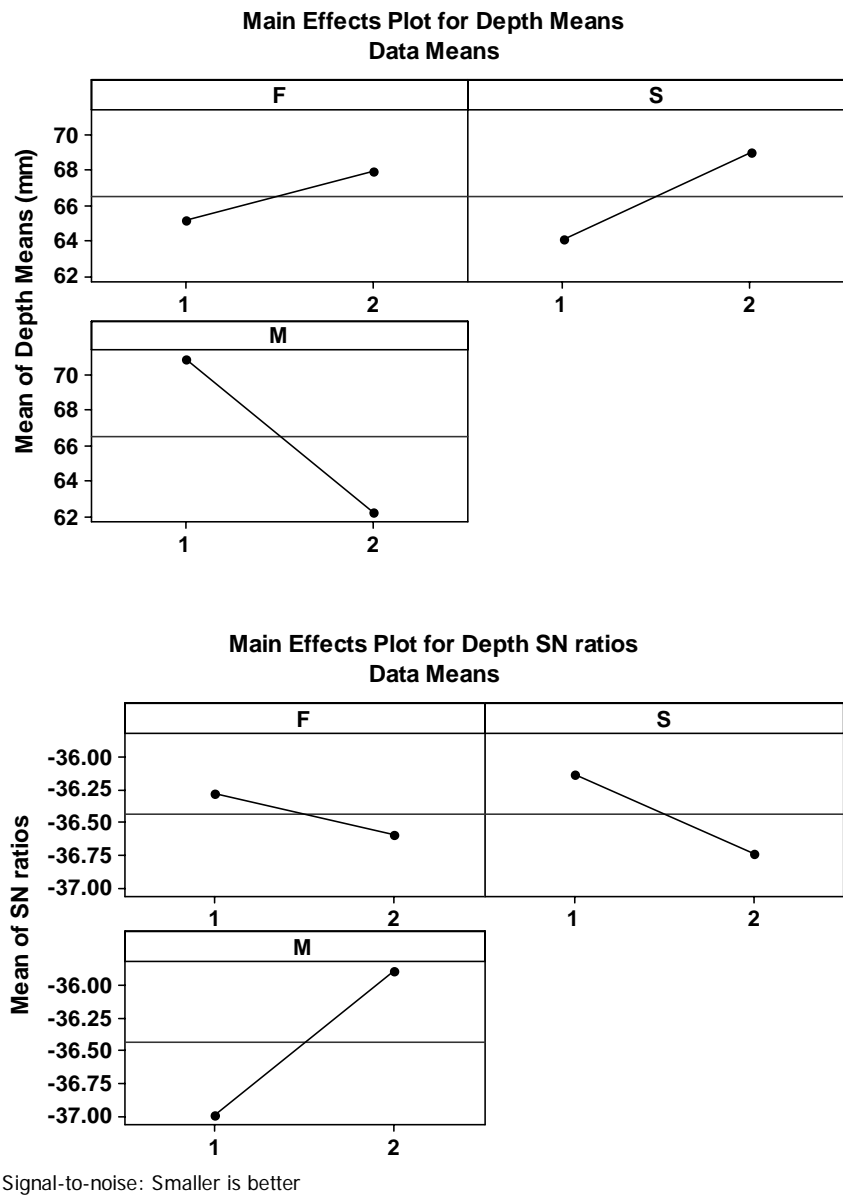 Main Effects Plot for Depth Means
Data Means
F S
Mean of Depth Means (mm)
70
68
66
64
62
1 2 1 2
M
70
68
66
64
62
1 2
Main Effects Plot for Depth SN ratios
Data Means
F S
Mean of SN ratios
-36.00
-36.25
-36.50
-36.75
-37.00
1 2 1 2
M
-36.00
-36.25
-36.50
-36.75
-37.00
1 2
Signal-to-noise: Smaller is better